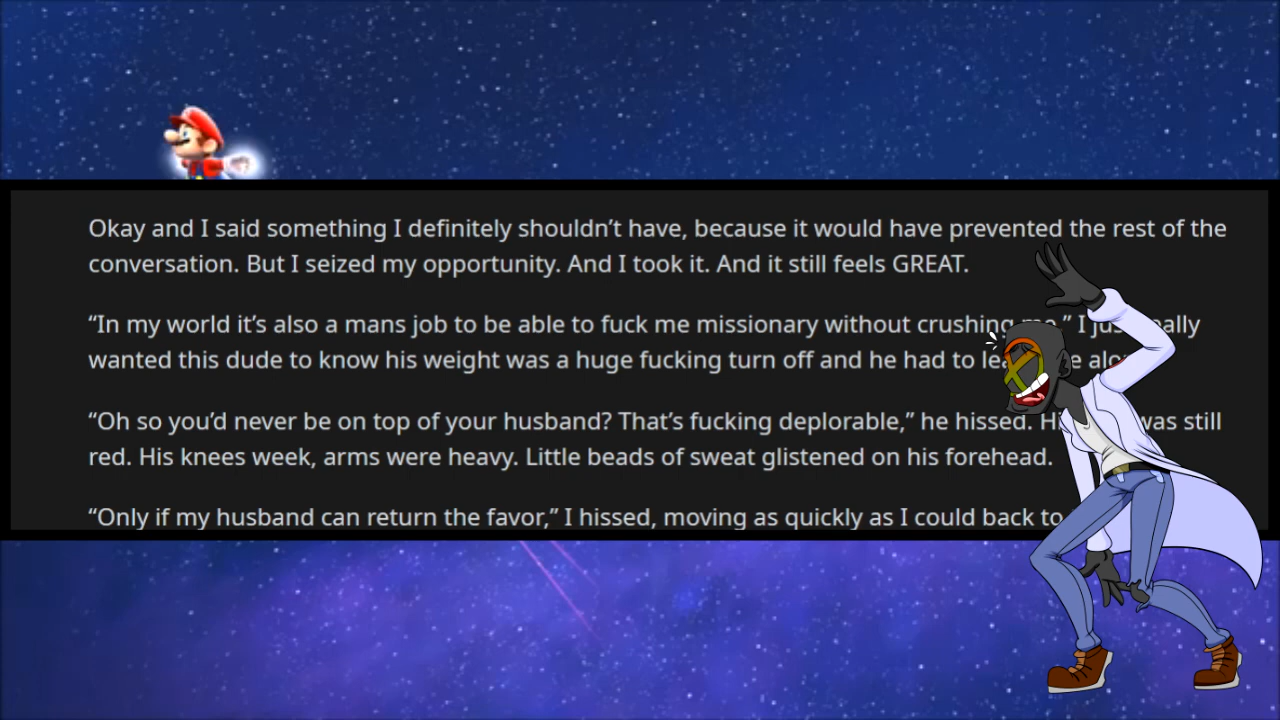 Okay and I said something I definitely shouldn’t have, because it would have prevented the rest of the
conversation. But I seized my opportunity. And I took it. And it still feels GREAT.
“In my world it’s also a mans job to be able to fuck me missionary without crushing me.” I
wanted this dude to know his weight was a huge fucking turn off and he had to
“Oh so you’d never be on top of your husband? That’s fucking deplorable,” he hissed. was still
red. His knees week, arms were heavy. Little beads of sweat glistened on his forehead.
“Only if my husband can return the favor,” I hissed, moving as quickly as I could back to